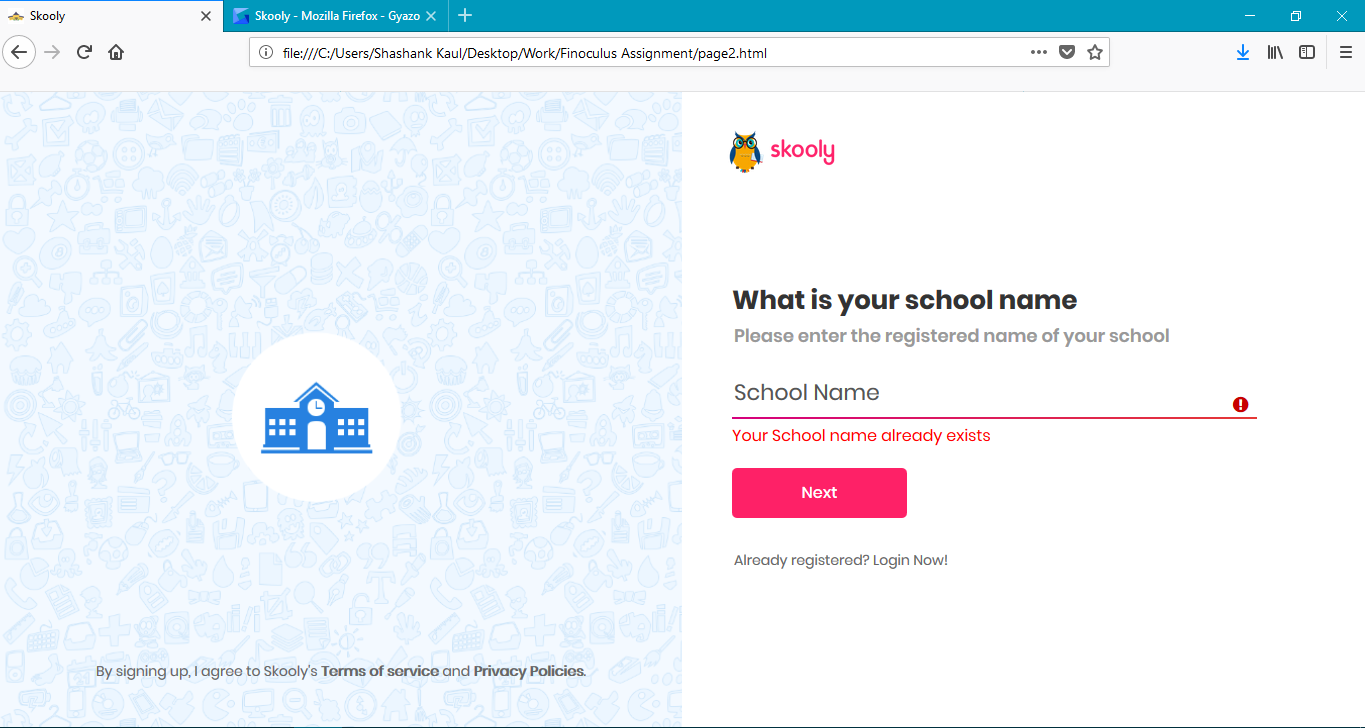 Skooly
Skooly - Mozilla Firefox - Gyazo
file:///C:/Users/Shashank Kaul/Desktop/Work/Finoculus Assignment/page2.html
skooly
What is your school name
Please enter the registered name of your school
School Name
Your School name already exists
Next
Already registered? Login Now!
By signing up, I agree to Skooly's Terms of service and Privacy Policies.